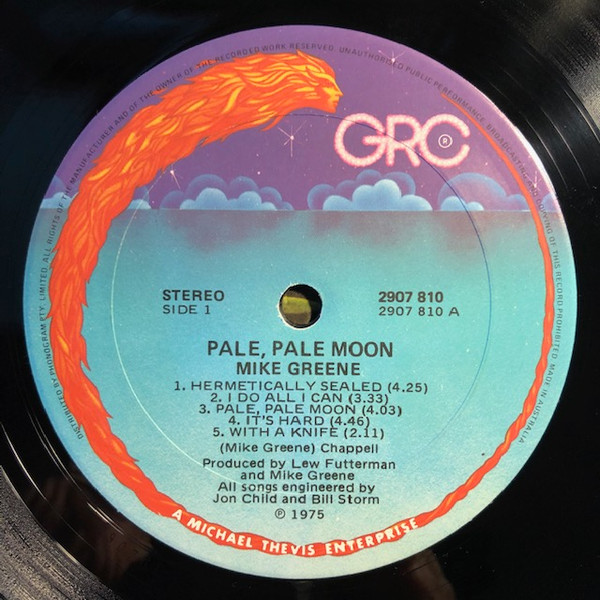 ALL RIGHTS OF THE MANUFACTURER AND OF THE OWNER OF THE RECORDED WORK RESERVED. UNAUTHORISED PUBLIC PERFORMANCE, BROADCASTING AND COPYING OF THIS RECORD PROHIBITED. MADE IN AUSTRALIA
GRC ®
STEREO
SIDE 1
2907 810
2907 810 A
PALE, PALE MOON
MIKE GREENE
1. HERMETICALLY SEALED (4.25)
2. I DO ALL I CAN (3.33)
3. PALE, PALE MOON (4.03)
4. IT'S HARD (4.46)
5. WITH A KNIFE (2.11)
(Mike Greene) Chappell
Produced by Lew Futterman
and Mike Greene
All songs engineered by
Jon Child and Bill Storm
℗ 1975
DISTRIBUTED BY PHONOGRAM PTY. LIMITED.
A MICHAEL THEVIS ENTERPRISE